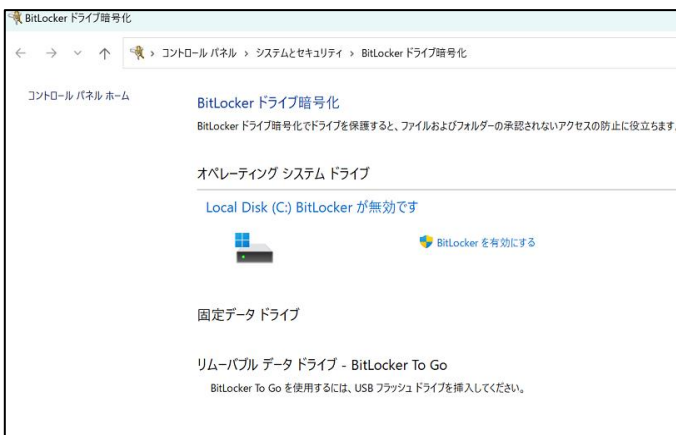 BitLocker ドライブ暗号化
コントロール パネル › システムとセキュリティ › BitLocker ドライブ暗号化
コントロール パネル ホーム
BitLocker ドライブ暗号化
BitLocker ドライブ暗号化でドライブを保護すると、ファイルおよびフォルダーの承認されないアクセスの防止に役立ちます。
オペレーティング システム ドライブ
Local Disk (C:) BitLocker が無効です
BitLocker を有効にする
固定データ ドライブ
リムーバブル データ ドライブ - BitLocker To Go
BitLocker To Go を使用するには、USB フラッシュ ドライブを挿入してください。